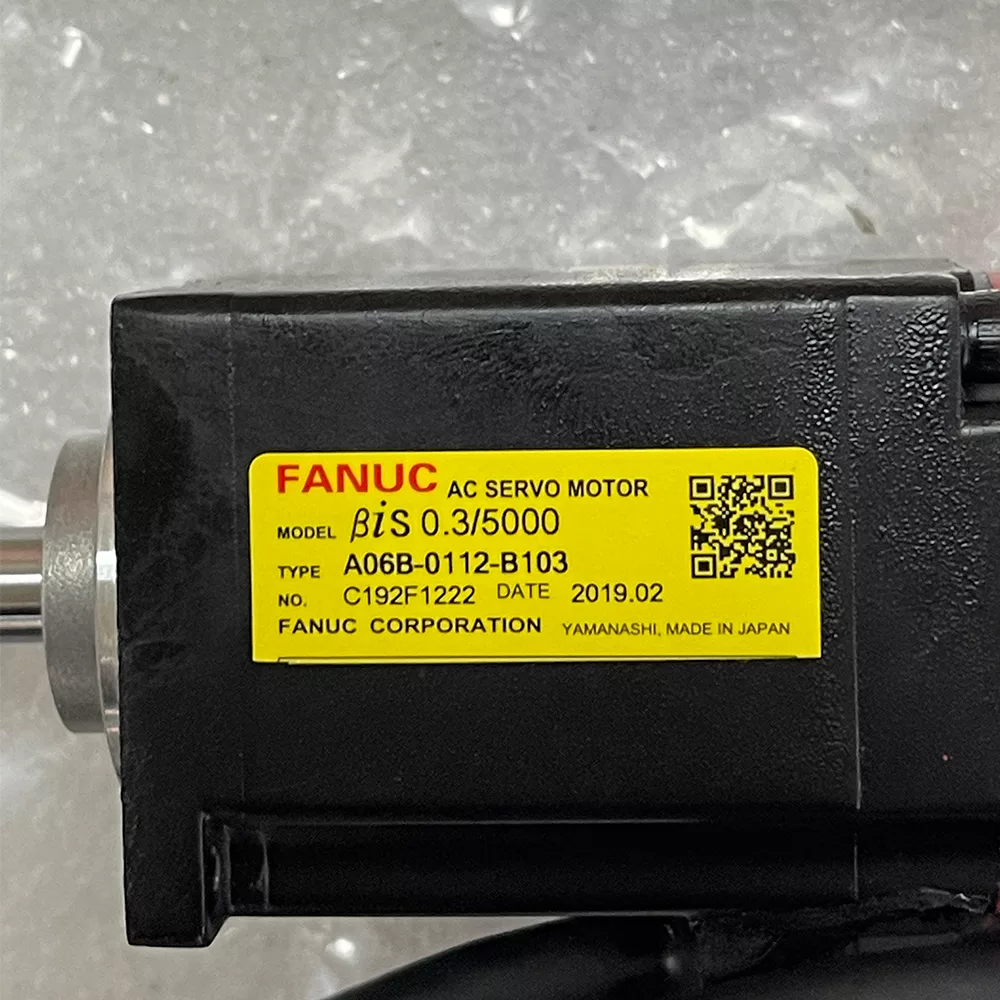 FANUC AC SERVO MOTOR
MODEL βiS 0.3/5000
TYPE A06B-0112-B103
NO. C192F1222 DATE 2019.02
FANUC CORPORATION YAMANASHI, MADE IN JAPAN